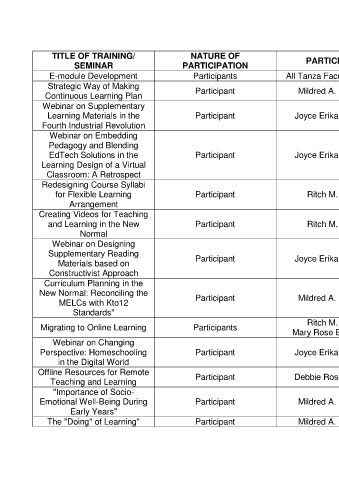 TITLE OF TRAINING/
SEMINAR
NATURE OF
PARTICIPATION
PARTICI
E-module Development
Participants
All Tanza Fac
Strategic Way of Making
Continuous Learning Plan
Participant
Mildred A.
Webinar on Supplementary
Learning Materials in the
Fourth Industrial Revolution
Participant
Joyce Erika
Webinar on Embedding
Pedagogy and Blending
EdTech Solutions in the
Learning Design of a Virtual
Classroom: A Retrospect
Participant
Joyce Erika
Redesigning Course Syllabi
for Flexible Learning
Arrangement
Participant
Ritch M.
Creating Videos for Teaching
and Learning in the New
Normal
Participant
Ritch M.
Webinar on Designing
Supplementary Reading
Materials based on
Constructivist Approach
Participant
Joyce Erika
Curriculum Planning in the
New Normal: Reconciling the
MELCs with Kto12
Standards"
Participant
Mildred A.
Migrating to Online Learning
Participants
Ritch M.
Mary Rose E
Webinar on Changing
Perspective: Homeschooling
in the Digital World
Participant
Joyce Erika
Offline Resources for Remote
Teaching and Learning
Participant
Debbie Ros
"Importance of Socio-
Emotional Well-Being During
Early Years"
Participant
Mildred A.
The "Doing" of Learning"
Participant
Mildred A.